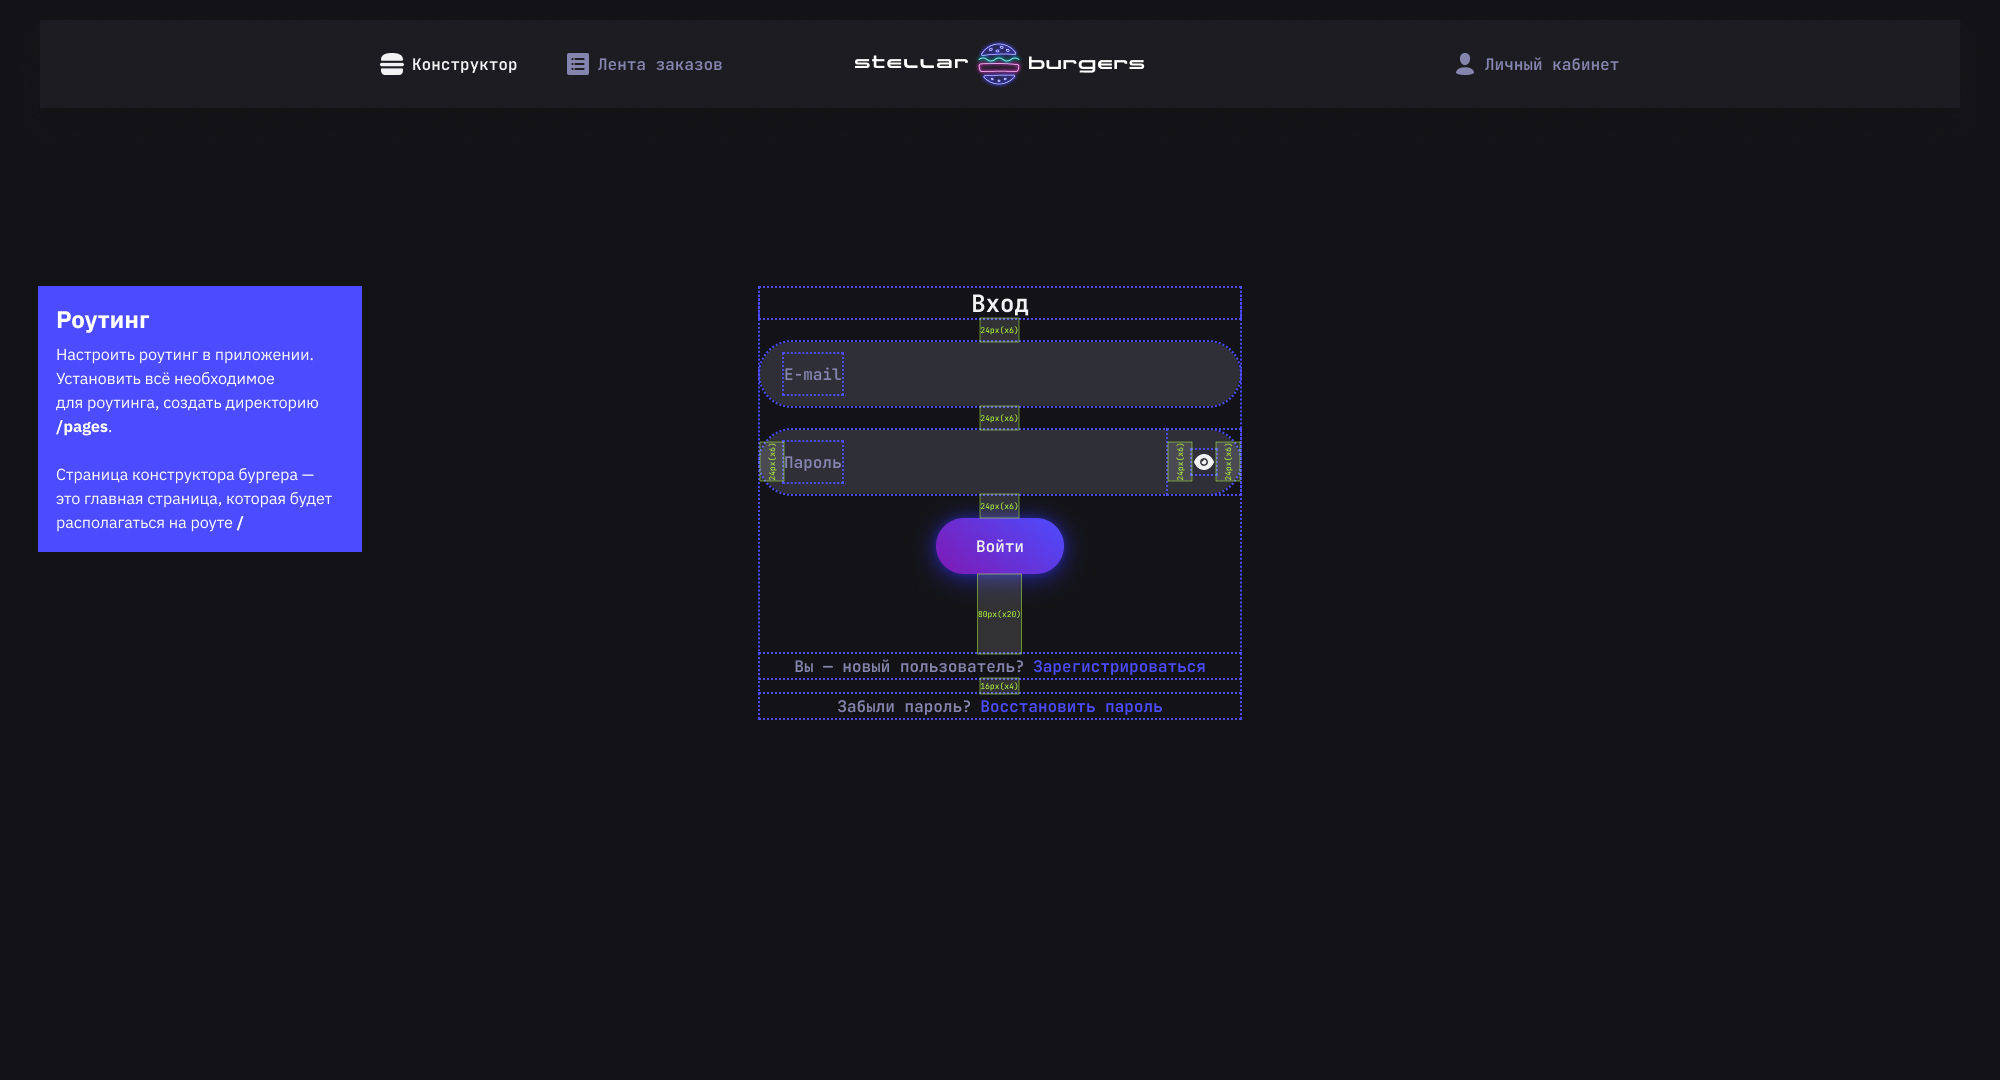 Конструктор
Лента заказов
stellar burgers
Личный кабинет
Роутинг
Настроить роутинг в приложении.
Установить всё необходимое
для роутинга, создать директорию
/pages.
Страница конструктора бургера —
это главная страница, которая будет
располагаться на роуте /
Вход
24px(x6)
E-mail
24px(x6)
24px(x6)
Пароль
24px(x6)
24px(x6)
24px(x6)
Войти
80px(x20)
Вы — новый пользователь? Зарегистрироваться
16px(x4)
Забыли пароль? Восстановить пароль